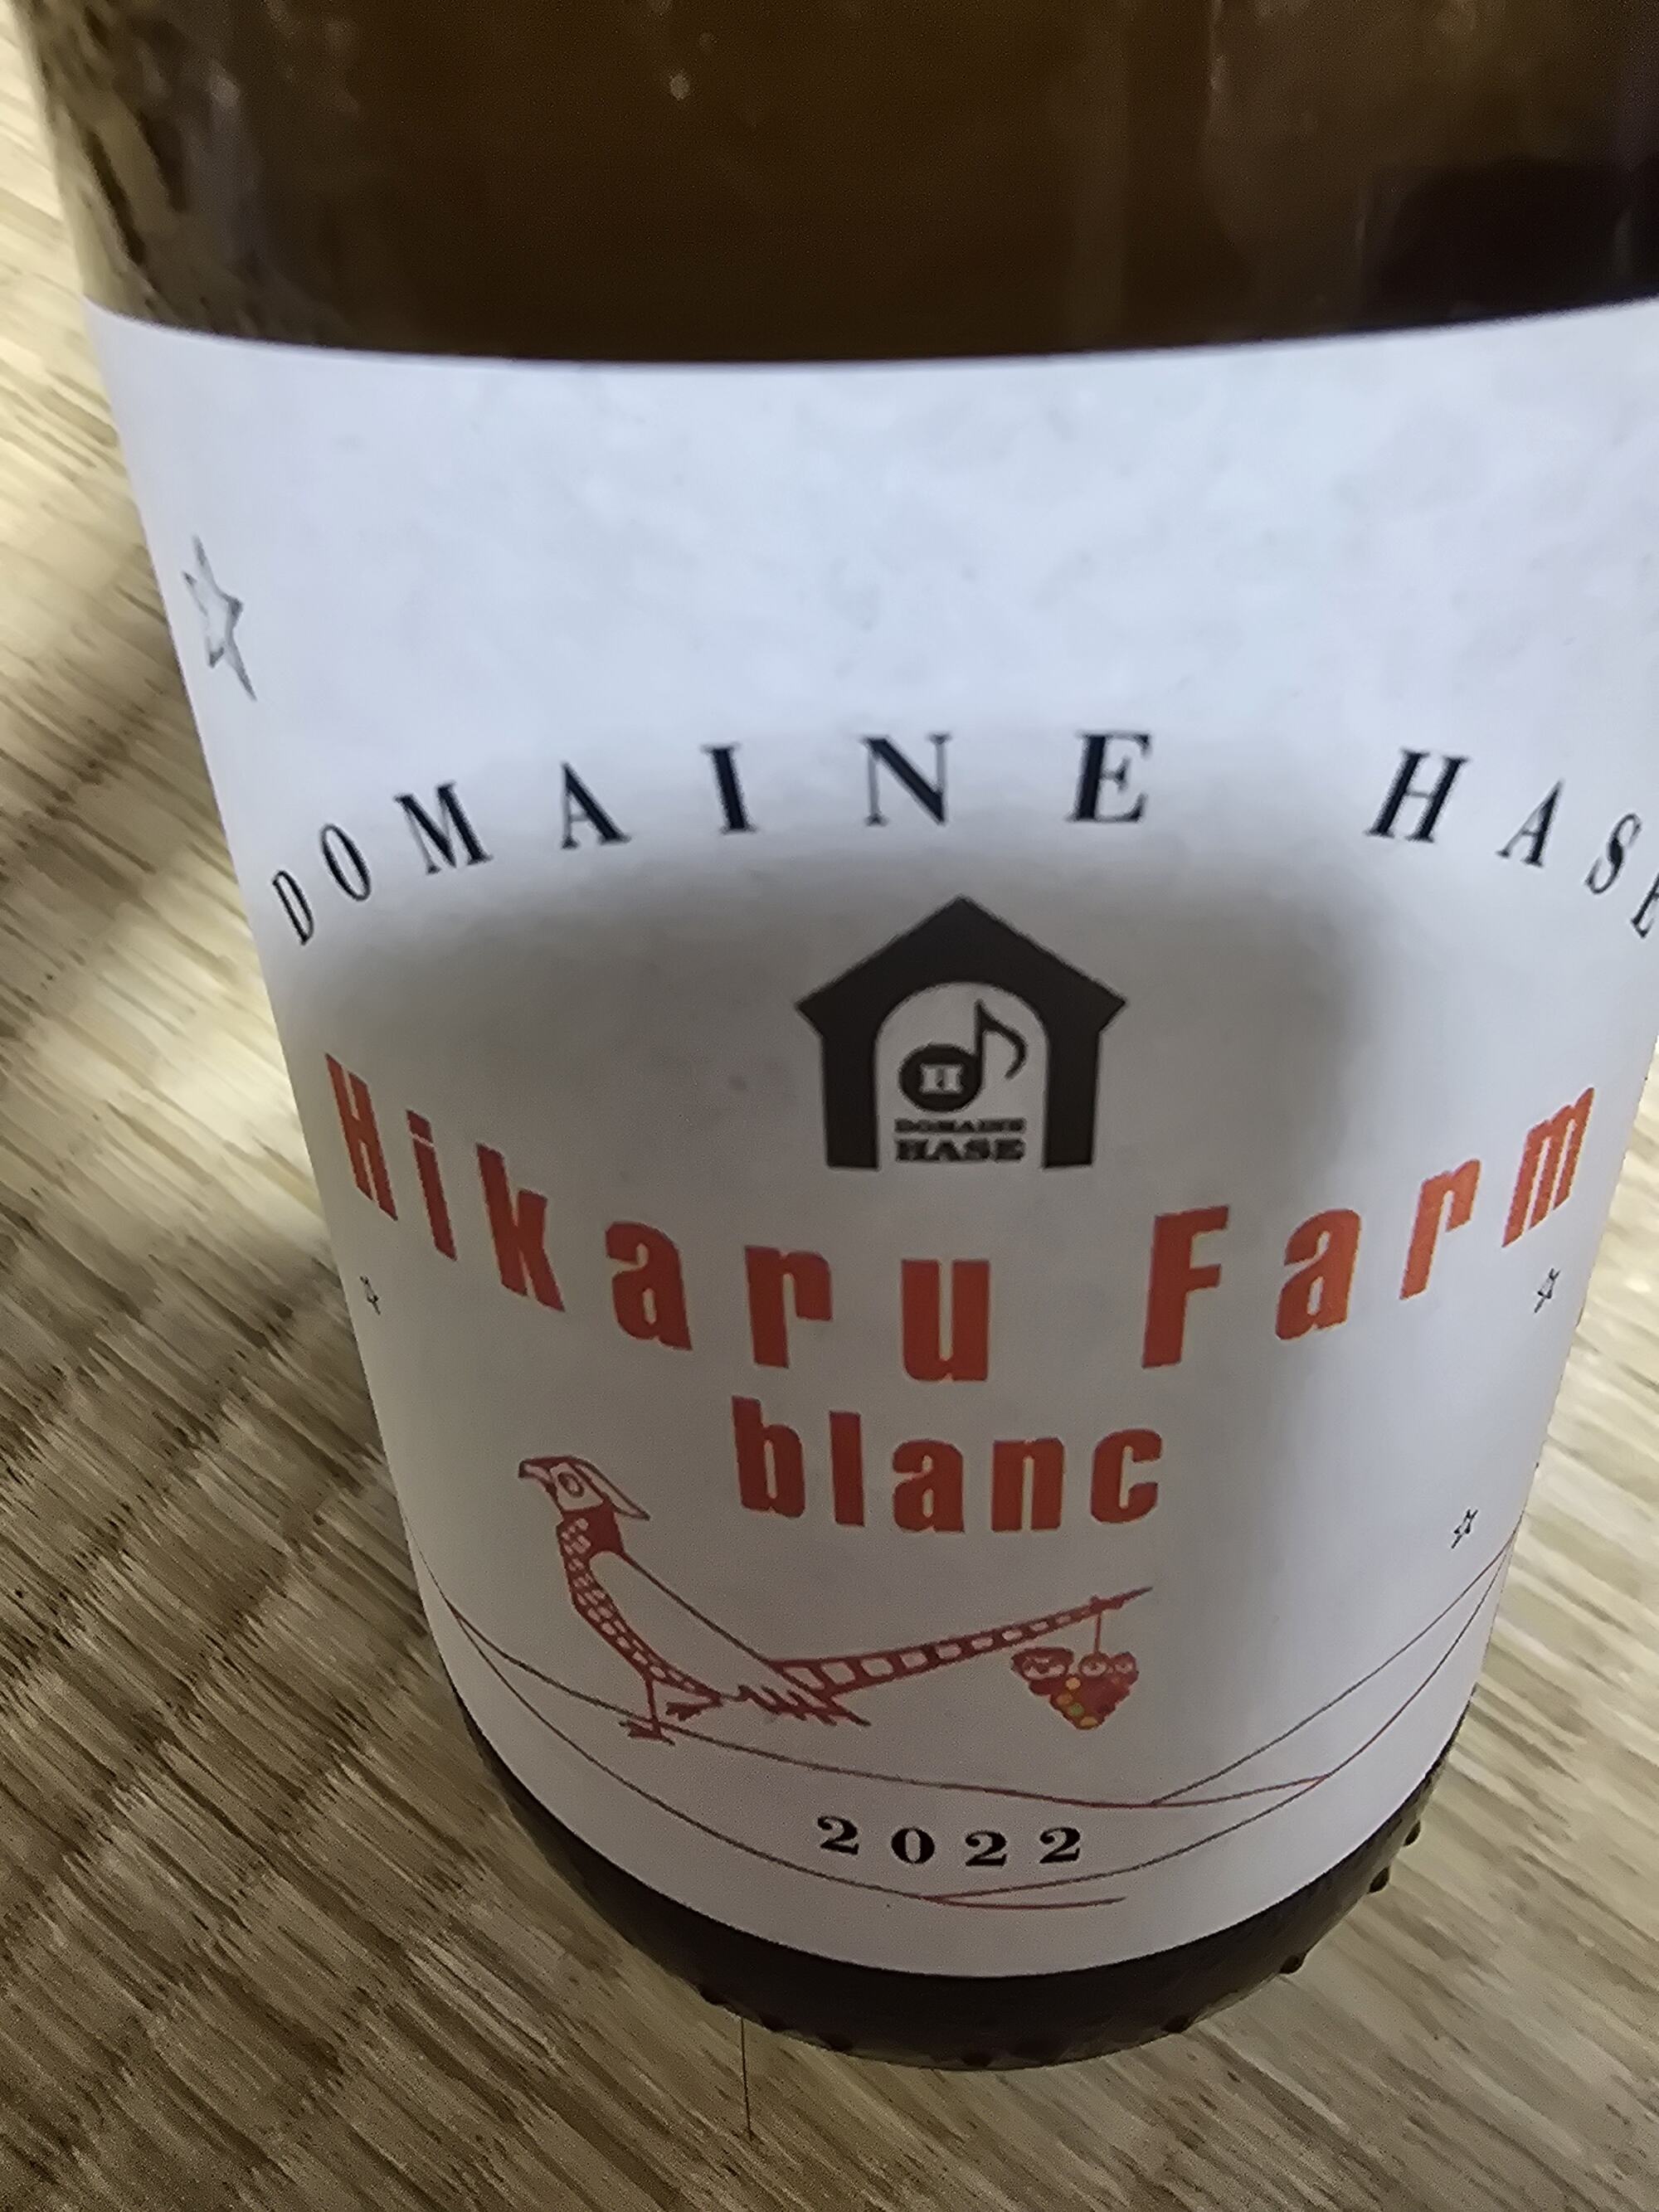 DOMAINE HASE
H
DOMAINE
HASE
Hikaru Farm
blanc
2022